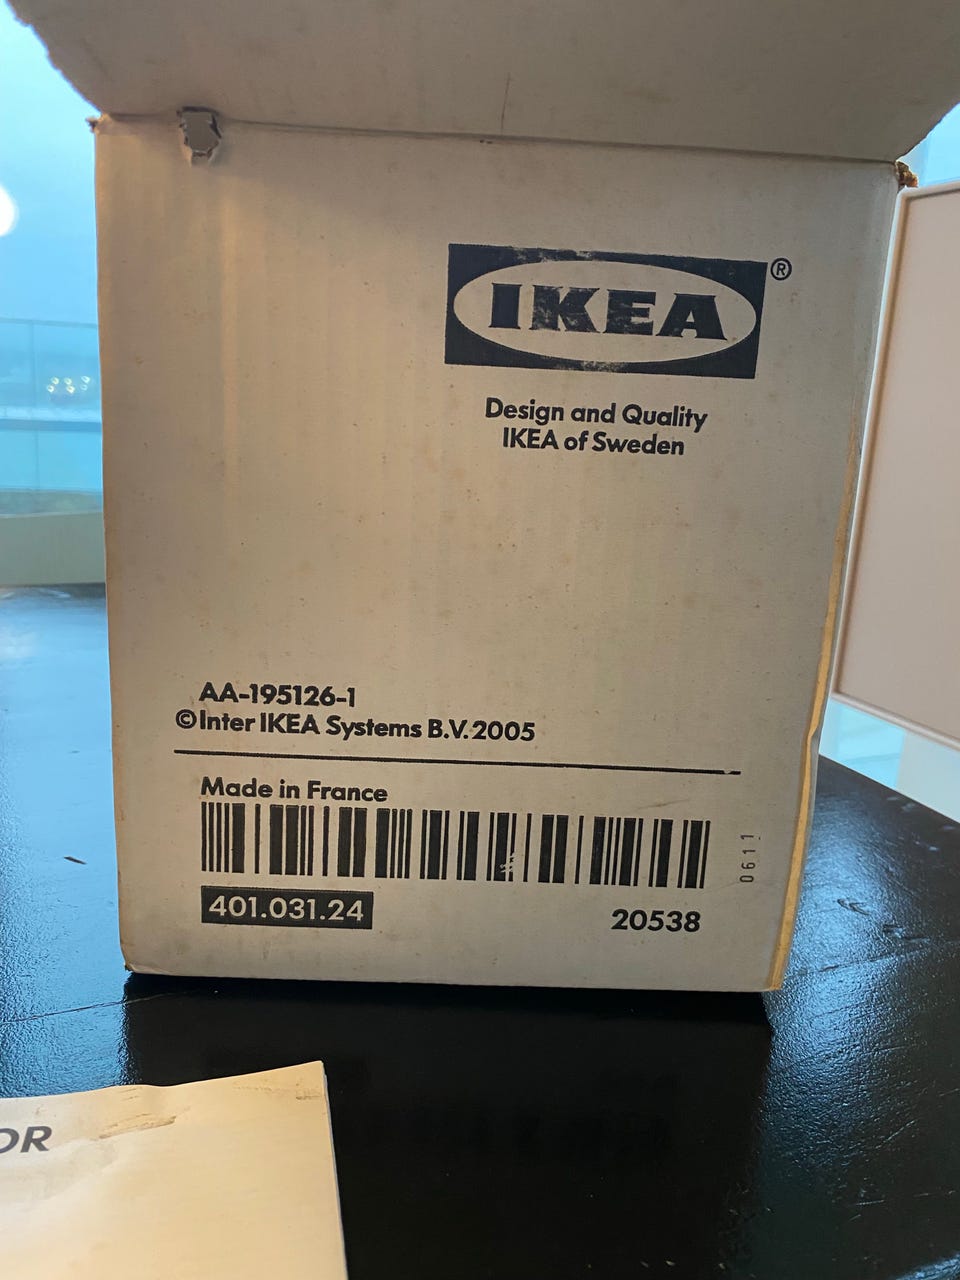 IKEA®
Design and Quality
IKEA of Sweden
AA-195126-1
©Inter IKEA Systems B.V.2005
Made in France
0611
401.031.24
20538
OR